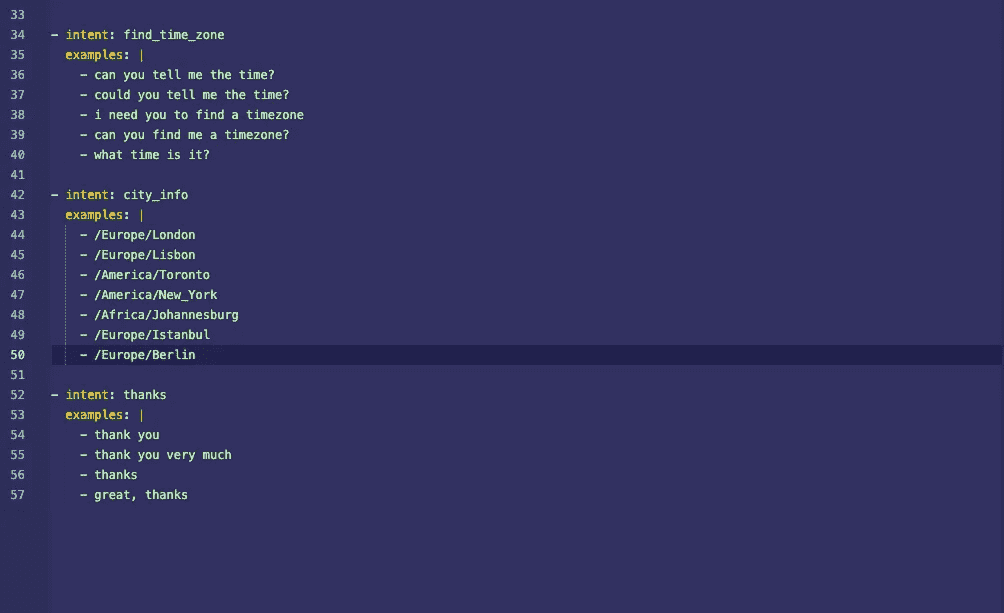 33
34 - intent: find_time_zone
35 examples: |
36 - can you tell me the time?
37 - could you tell me the time?
38 - i need you to find a timezone
39 - can you find me a timezone?
40 - what time is it?
41
42 - intent: city_info
43 examples: |
44 - /Europe/London
45 - /Europe/Lisbon
46 - /America/Toronto
47 - /America/New_York
48 - /Africa/Johannesburg
49 - /Europe/Istanbul
50 - /Europe/Berlin
51
52 - intent: thanks
53 examples: |
54 - thank you
55 - thank you very much
56 - thanks
57 - great, thanks